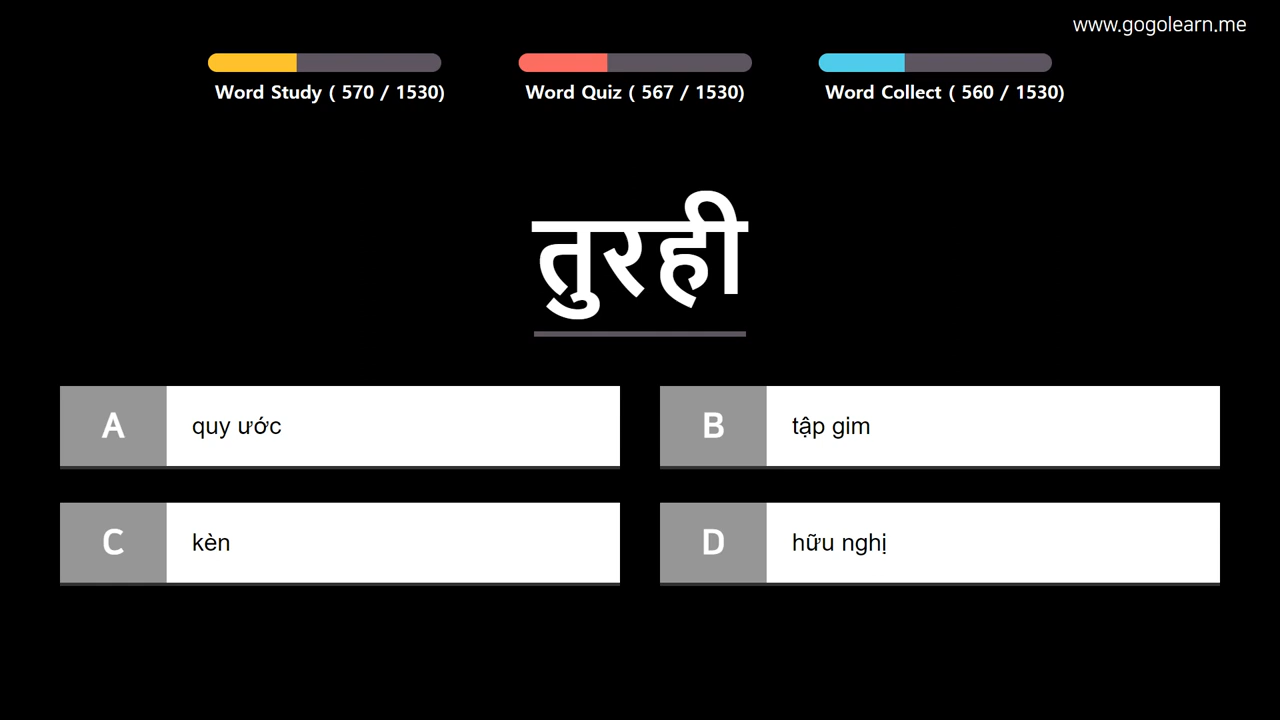 www.gogolearn.me
Word Study ( 570 / 1530)
Word Quiz ( 567 / 1530)
Word Collect ( 560 / 1530)
तुरही
A quy ước
B tập gim
C kèn
D hữu nghị